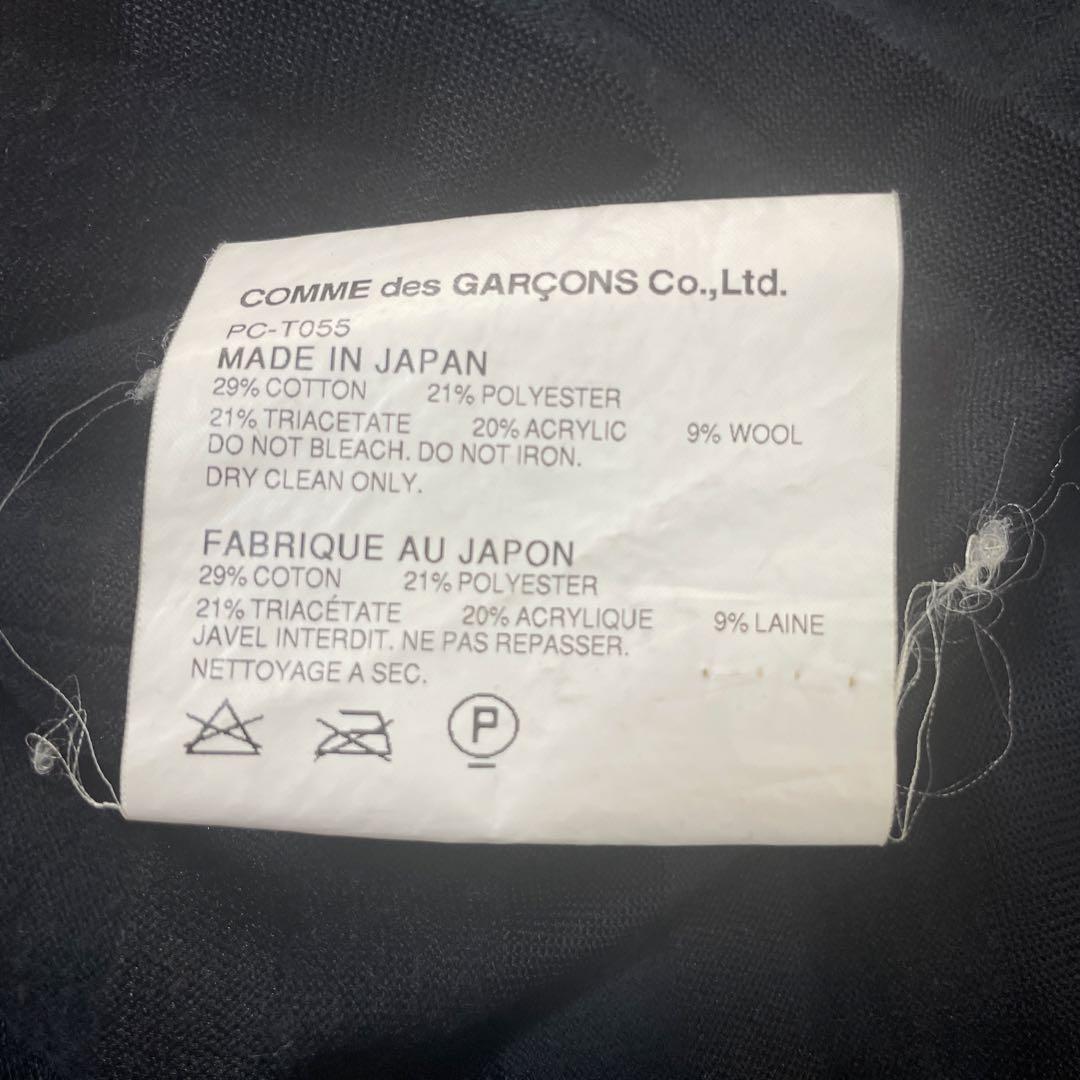 COMME des GARÇONS Co.,Ltd.
PC-T055
MADE IN JAPAN
29% COTTON 21% POLYESTER
21% TRIACETATE 20% ACRYLIC 9% WOOL
DO NOT BLEACH. DO NOT IRON.
DRY CLEAN ONLY.
FABRIQUE AU JAPON
29% COTON 21% POLYESTER
21% TRIACÉTATE 20% ACRYLIQUE 9% LAINE
JAVEL INTERDIT. NE PAS REPASSER.
NETTOYAGE A SEC.
P